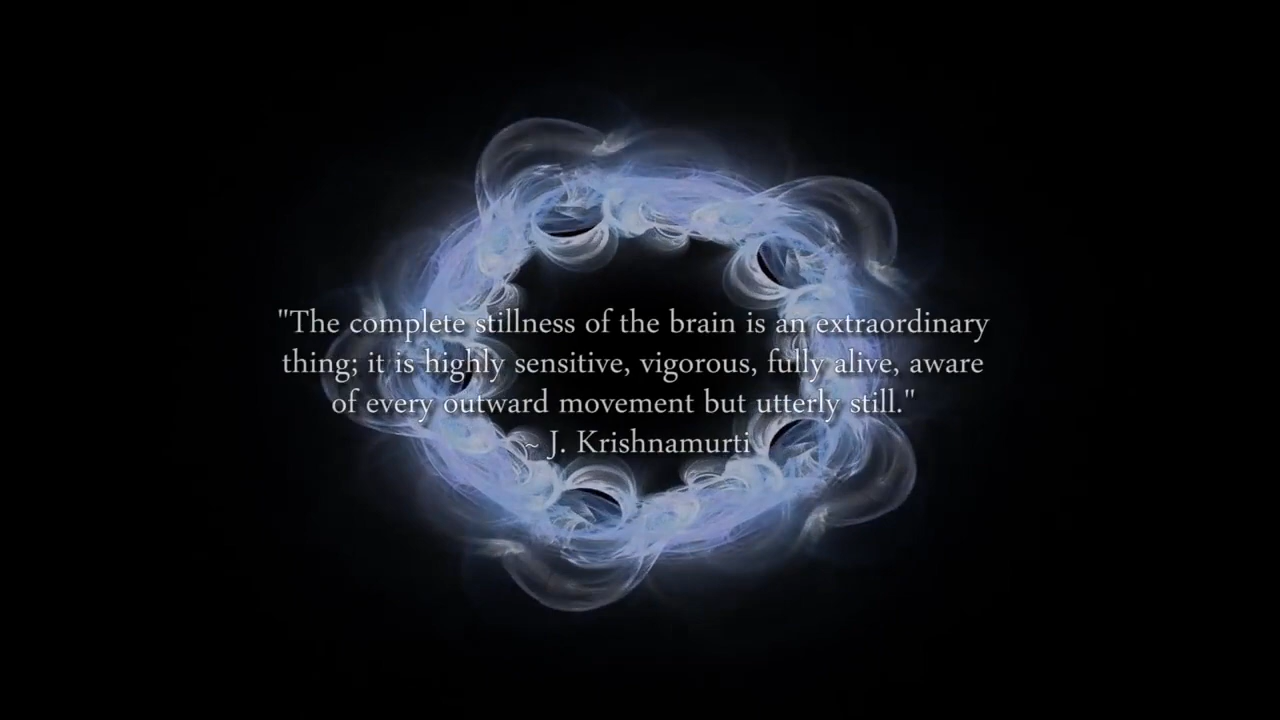 "The complete stillness of the brain is an extraordinary
thing; it is highly sensitive, vigorous, fully alive, aware
of every outward movement but utterly still."
~ J. Krishnamurti